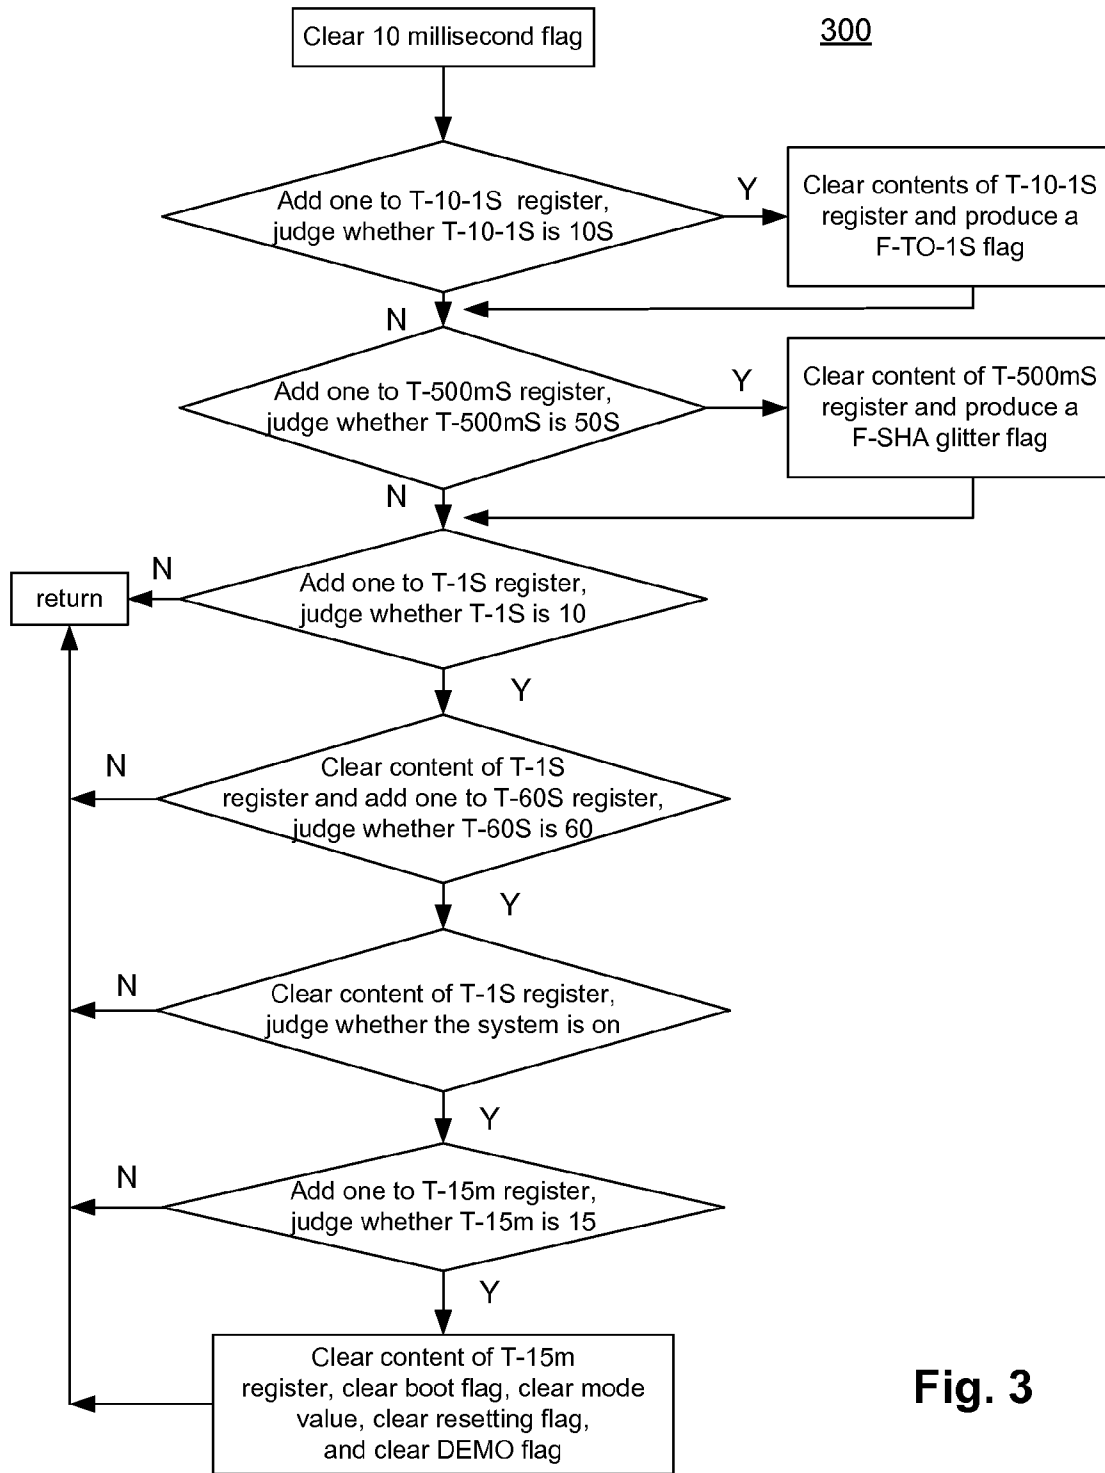 Clear 10 millisecond flag
300
Add one to T-10-1S register,
judge whether T-10-1S is 10S
Y
Clear contents of T-10-1S
register and produce a
F-TO-1S flag
N
Add one to T-500mS register,
judge whether T-500mS is 50S
Y
Clear content of T-500mS
register and produce a
F-SHA glitter flag
N
Add one to T-1S register,
judge whether T-1S is 10
N
return
Y
Clear content of T-1S
register and add one to T-60S register,
judge whether T-60S is 60
N
Y
Clear content of T-1S register,
judge whether the system is on
N
Y
Add one to T-15m register,
judge whether T-15m is 15
N
Y
Clear content of T-15m
register, clear boot flag, clear mode
value, clear resetting flag,
and clear DEMO flag
Fig. 3